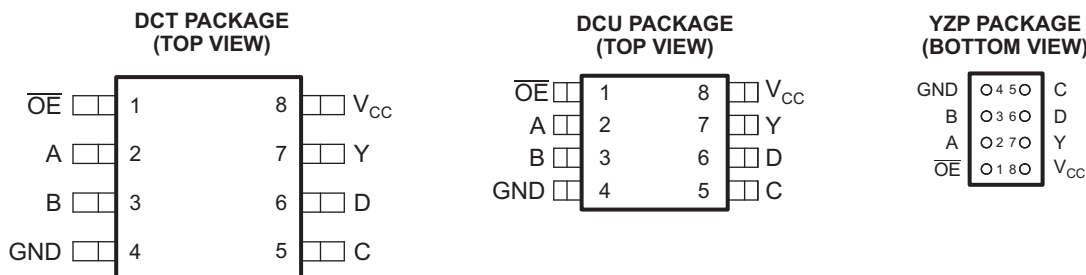 DCT PACKAGE
(TOP VIEW)
OE 1 8 VCC
A 2 7 Y
B 3 6 D
GND 4 5 C
DCU PACKAGE
(TOP VIEW)
OE 1 8 VCC
A 2 7 Y
B 3 6 D
GND 4 5 C
YZP PACKAGE
(BOTTOM VIEW)
GND 4 5 C
B 3 6 D
A 2 7 Y
OE 1 8 VCC